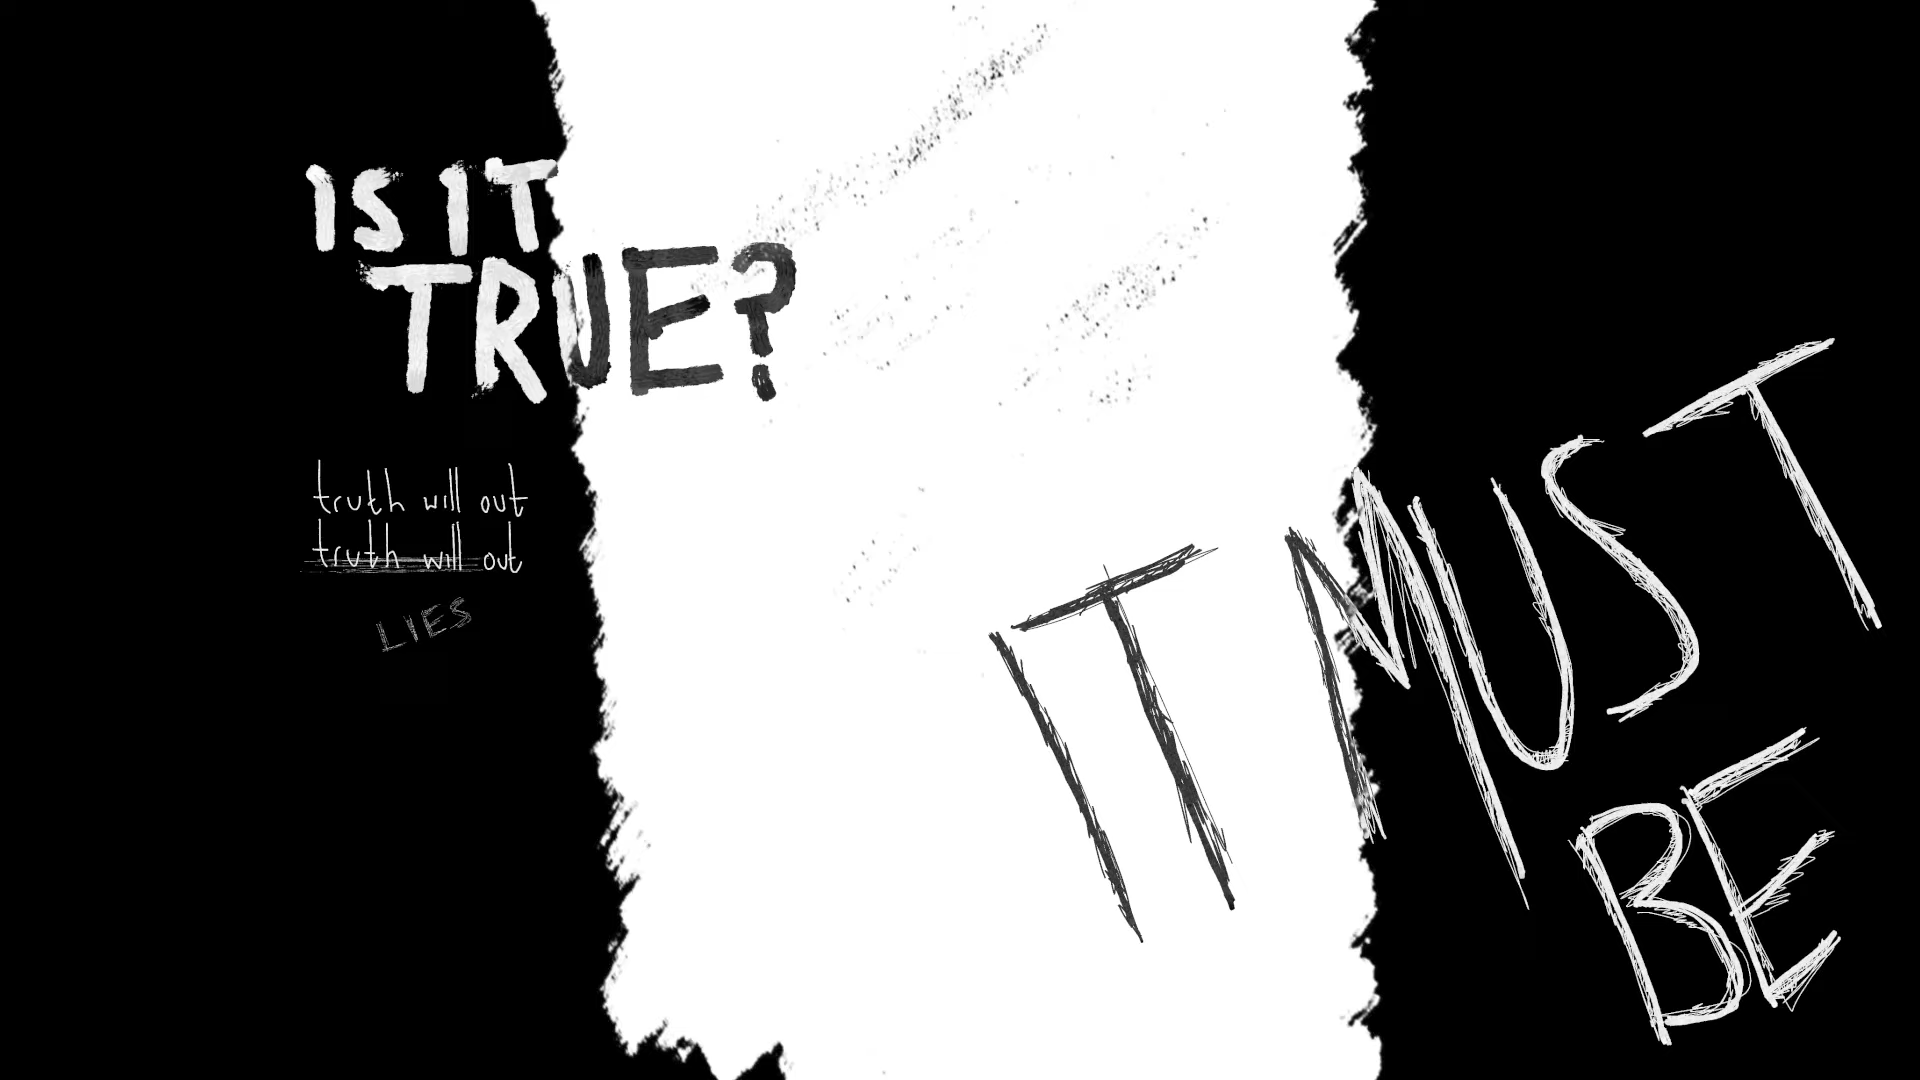 IS IT
TRUE?
truth will out
truth will out
LIES
IT MUST
BE